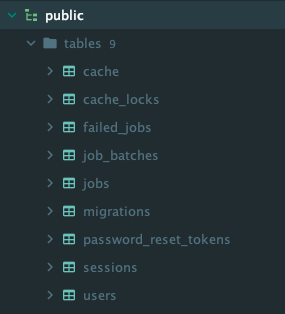 public
tables 9
cache
cache_locks
failed_jobs
job_batches
jobs
migrations
password_reset_tokens
sessions
users